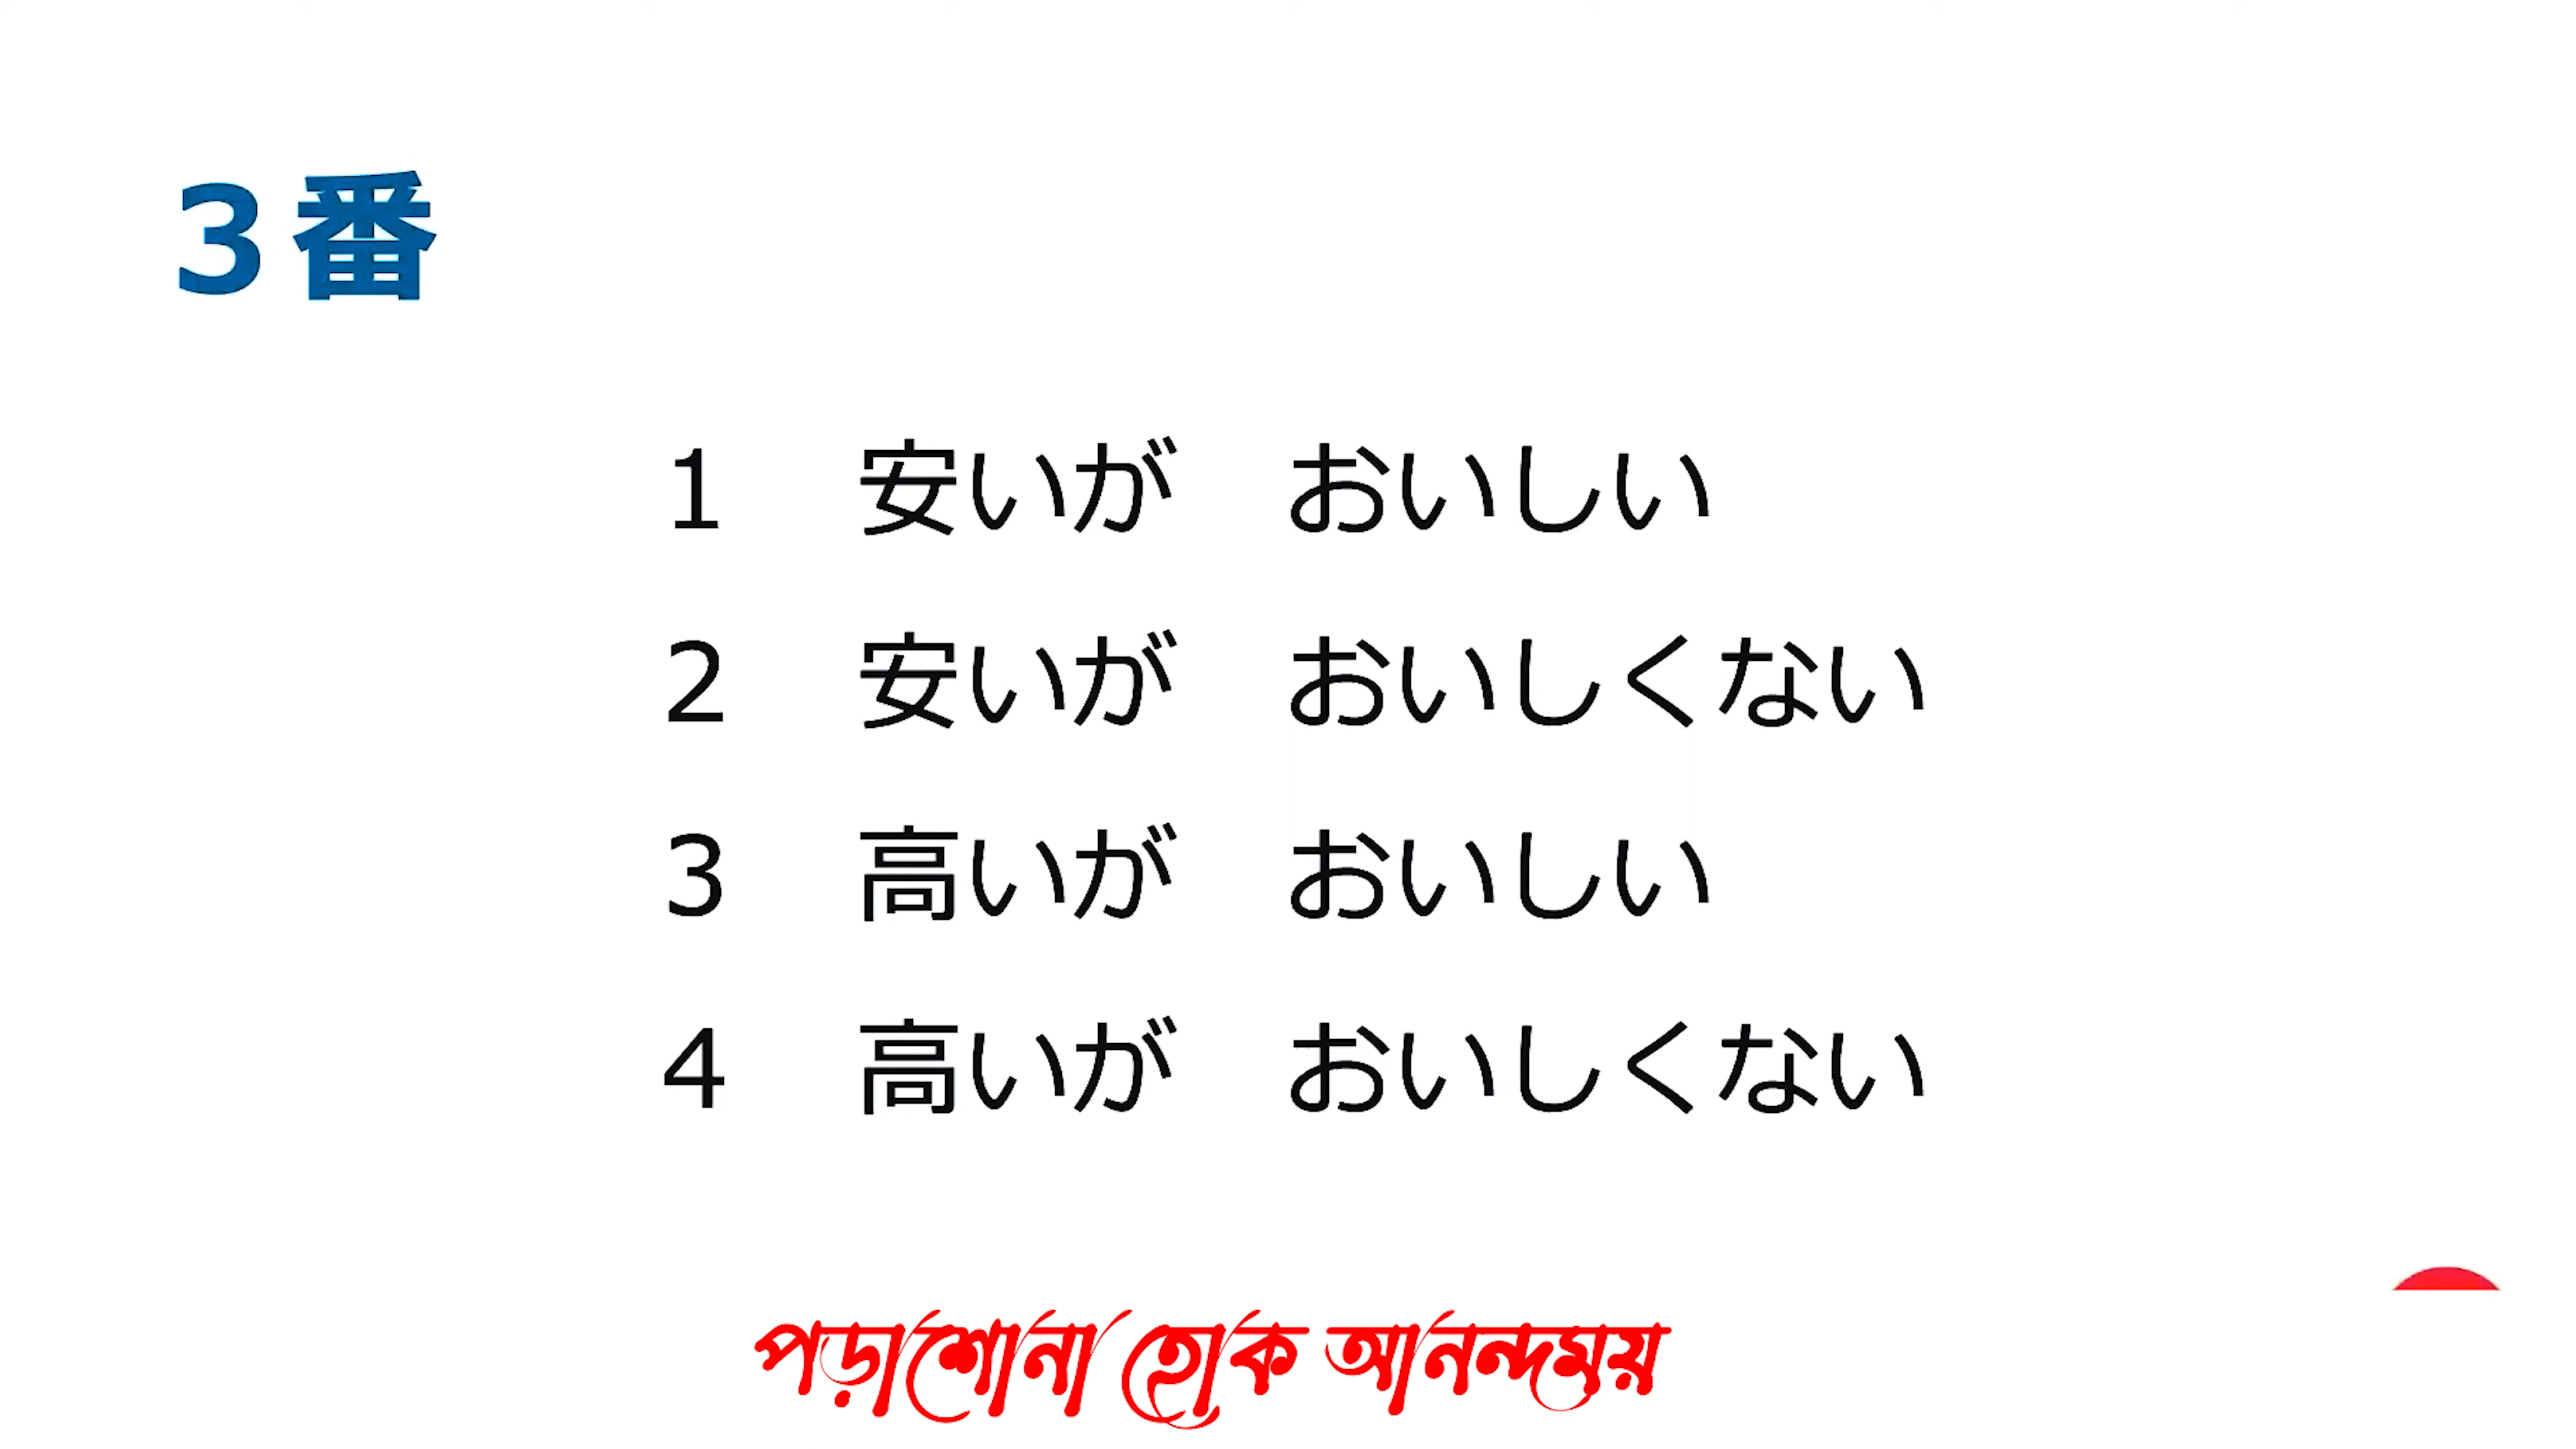 3番
1　安いが　おいしい
2　安いが　おいしくない
3　高いが　おいしい
4　高いが　おいしくない
পড়াশোনা হোক আনন্দময়